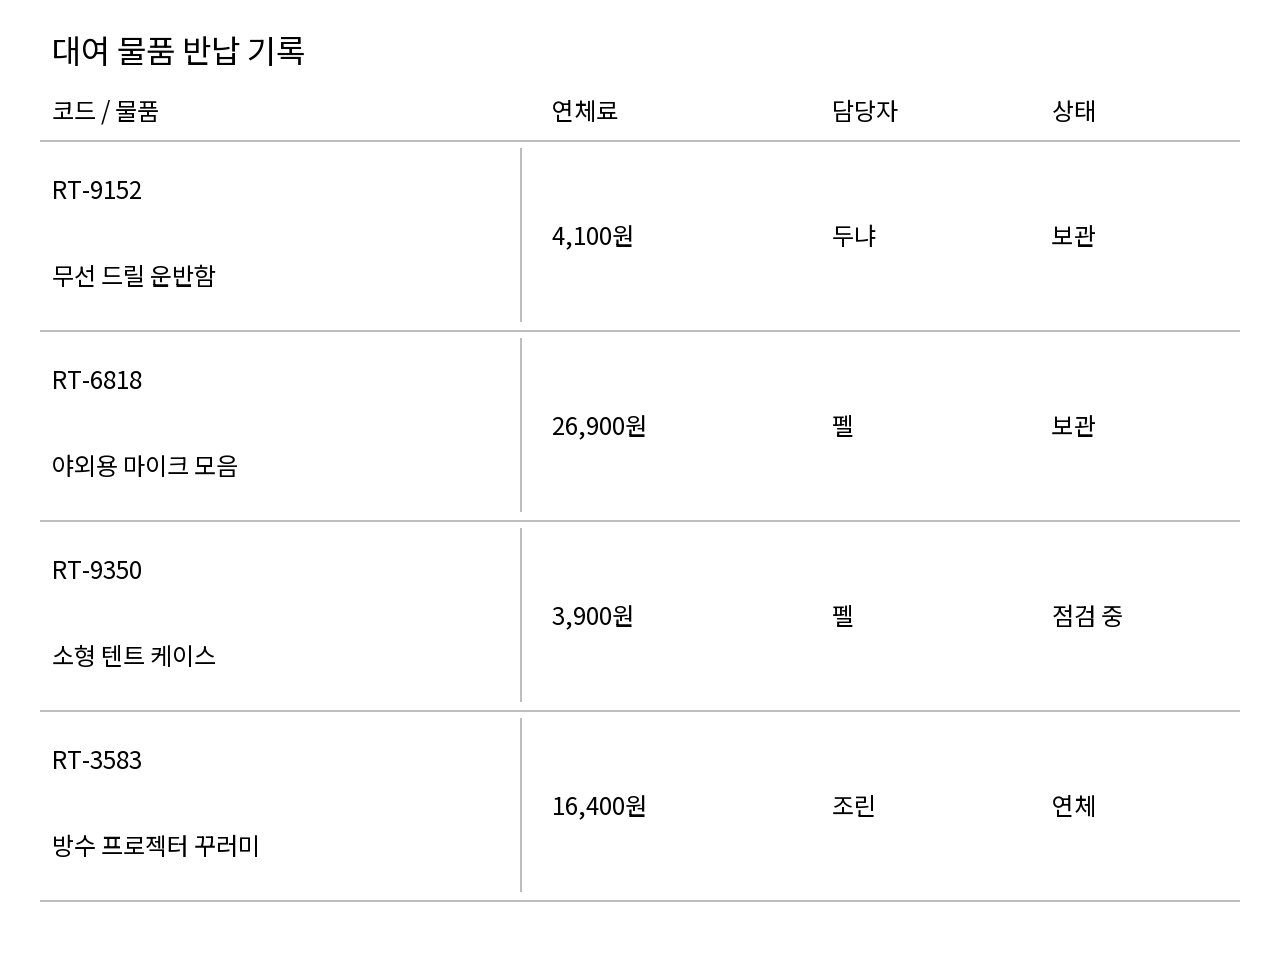 대여 물품 반납 기록
코드 / 물품 연체료 담당자 상태
RT-9152
무선 드릴 운반함
4,100원 두냐 보관
RT-6818
야외용 마이크 모음
26,900원 펠 보관
RT-9350
소형 텐트 케이스
3,900원 펠 점검 중
RT-3583
방수 프로젝터 꾸러미
16,400원 조린 연체